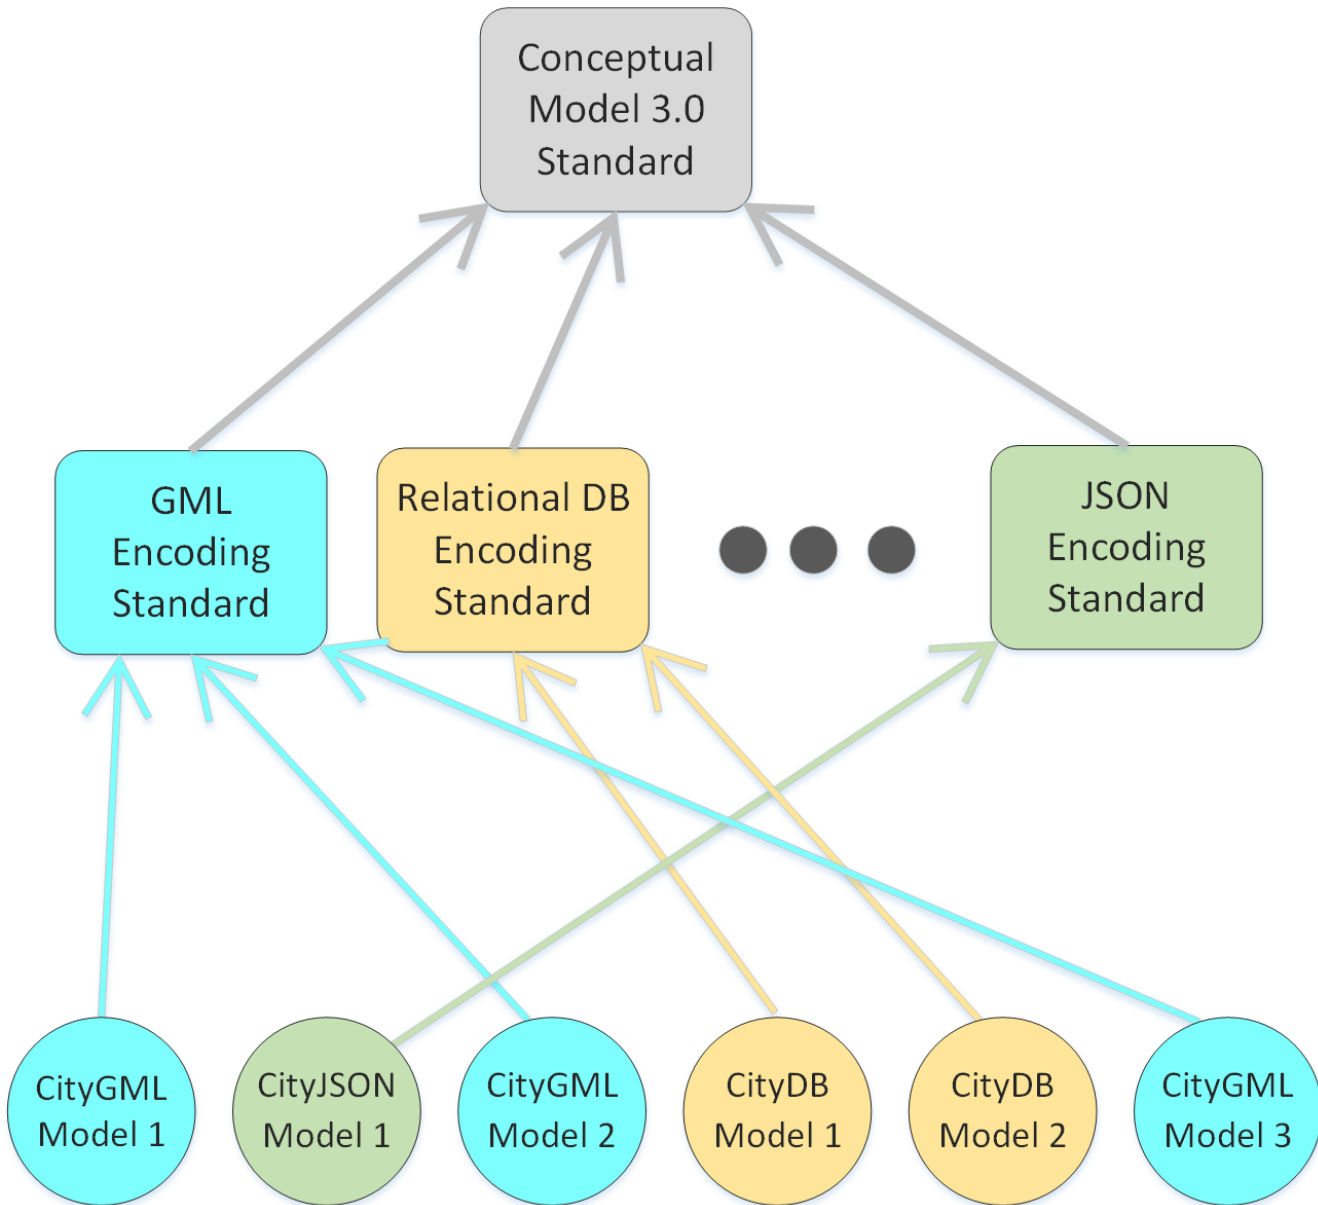 Conceptual
Model 3.0
Standard
GML
Encoding
Standard
Relational DB
Encoding
Standard
JSON
Encoding
Standard
CityGML
Model 1
CityJSON
Model 1
CityGML
Model 2
CityDB
Model 1
CityDB
Model 2
CityGML
Model 3